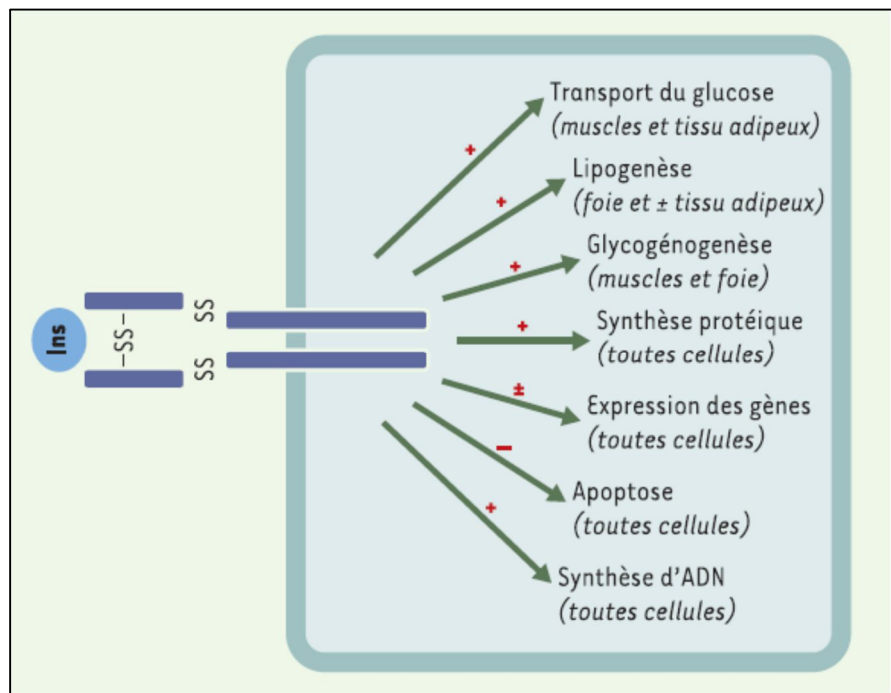 Transport du glucose
(muscles et tissu adipeux)
+
Lipogenèse
(foie et ± tissu adipeux)
+
Glycogénogenèse
(muscles et foie)
+
Ins
SS
-SS-
SS
Synthèse protéique
(toutes cellules)
+
Expression des gènes
(toutes cellules)
±
Apoptose
(toutes cellules)
−
Synthèse d'ADN
(toutes cellules)
+